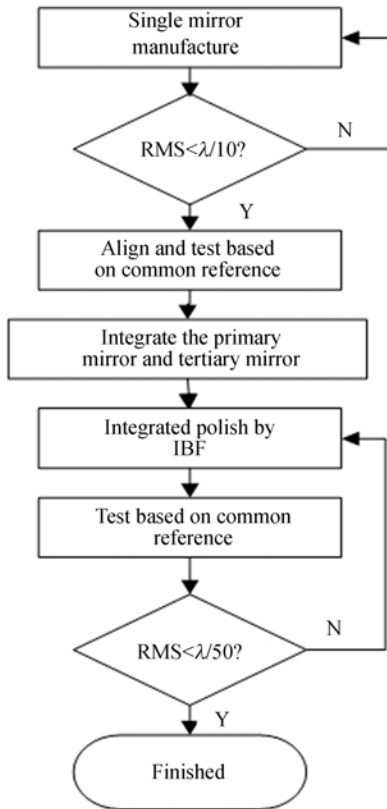 Single mirror
manufacture
RMS<λ/10?
N
Y
Align and test based
on common reference
Integrate the primary
mirror and tertiary mirror
Integrated polish by
IBF
Test based on common
reference
RMS<λ/50?
N
Y
Finished